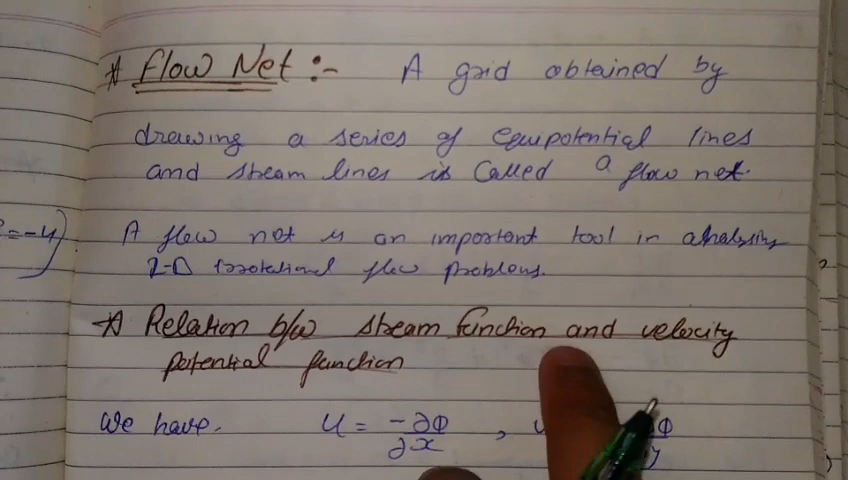 * Flow Net :- A grid obtained by
drawing a series of equipotential lines
and stream lines is called a flow net.
= -4)
A flow net is an important tool in analysing
2-D irrotational flow problems.
* Relation b/w stream function and velocity
potential function
We have, u = -∂Φ/∂x ,